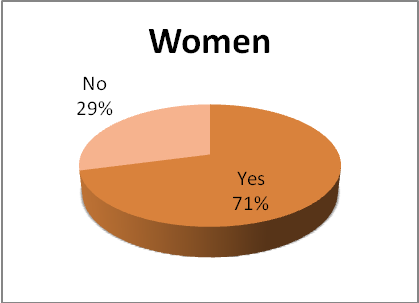 Women
No
29%
Yes
71%